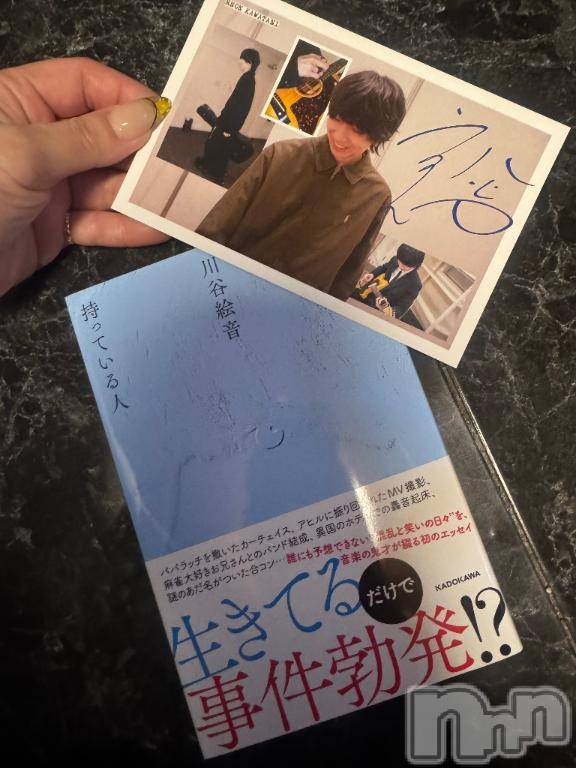 ENON KAWATANI
川谷絵音
持っている人
パパラッチを撒いたカーチェイス、アヒルに振り回されたMV撮影、
麻雀大好きお兄さんとのバンド結成、異国のホテルでの轟音起床、
謎のあだ名がついた合コン…誰にも予想できない“混乱と笑いの日々”を、
音楽の鬼才が綴る初のエッセイ
生きてるだけで
事件勃発!?
KADOKAWA
nnn